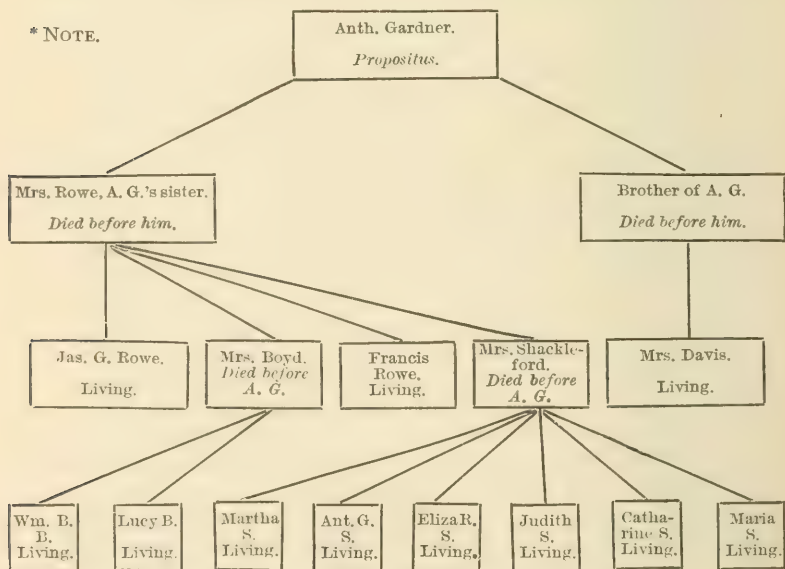 * NOTE.
Anth. Gardner.
Propositus.
Mrs. Rowe, A. G.'s sister.
Died before him.
Brother of A. G.
Died before him.
Jas. G. Rowe.
Living.
Mrs. Boyd.
Died before
A. G.
Francis
Rowe.
Living.
Mrs. Shackle-
ford.
Died before
A. G.
Mrs. Davis.
Living.
Wm. B.
B.
Living.
Lucy B.
Living.
Martha
S.
Living.
Ant. G.
S.
Living.
Eliza R.
S.
Living.
Judith
S.
Living.
Catha-
rine S.
Living.
Maria
S.
Living.